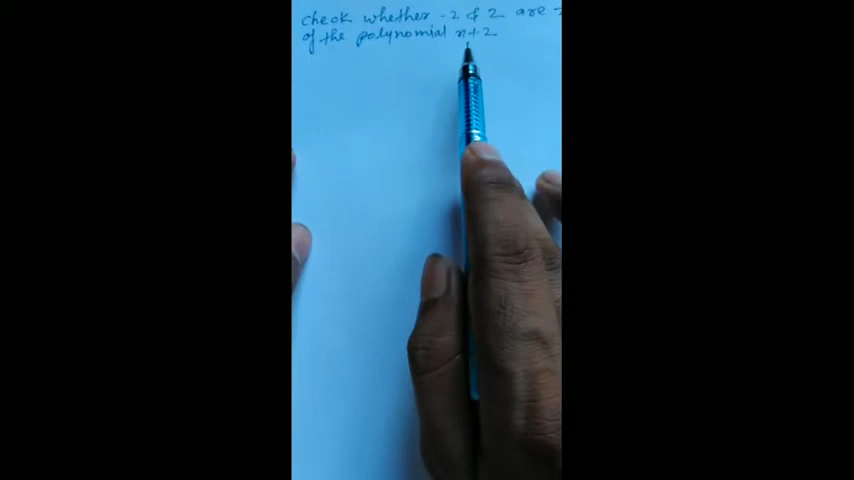 check whether -2 & 2 are
of the polynomial x+2